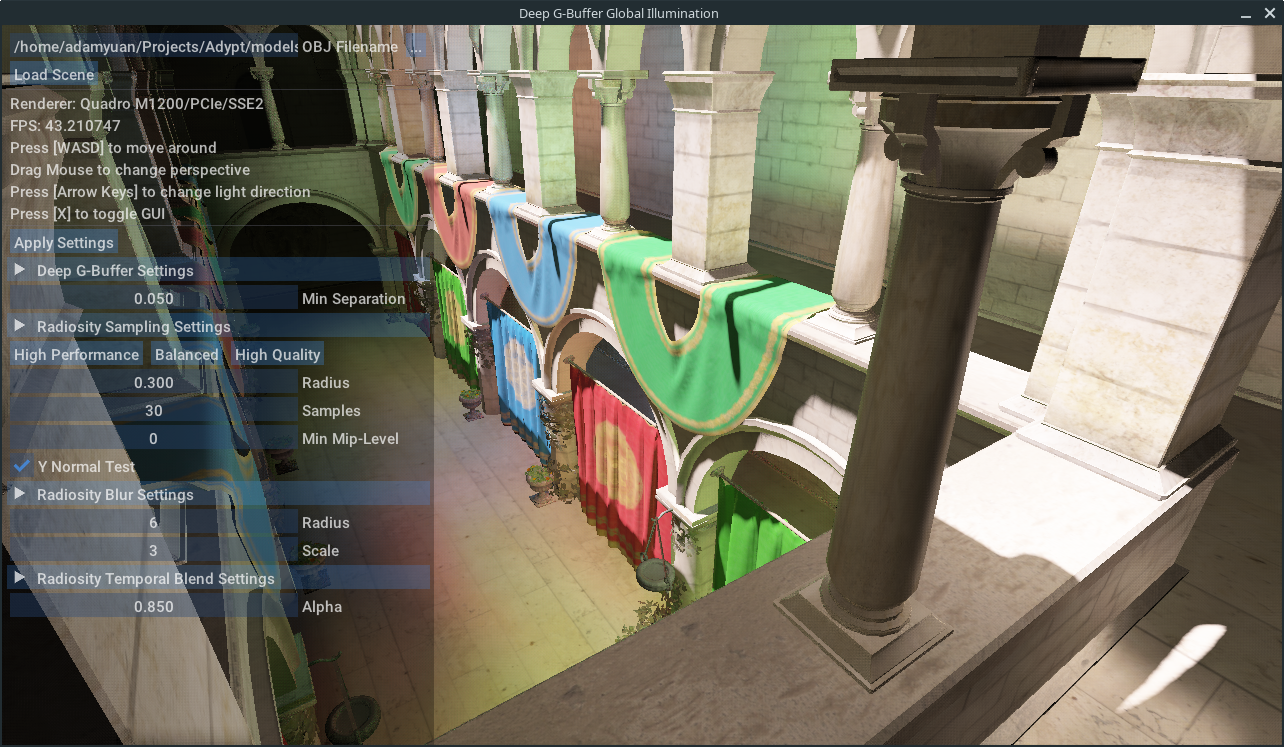 Deep G-Buffer Global Illumination
/home/adamyuan/Projects/Adypt/models OBJ Filename ...
Load Scene
Renderer: Quadro M1200/PCIe/SSE2
FPS: 43.210747
Press [WASD] to move around
Drag Mouse to change perspective
Press [Arrow Keys] to change light direction
Press [X] to toggle GUI
Apply Settings
Deep G-Buffer Settings
0.050 Min Separation
Radiosity Sampling Settings
High Performance Balanced High Quality
0.300 Radius
30 Samples
0 Min Mip-Level
Y Normal Test
Radiosity Blur Settings
6 Radius
3 Scale
Radiosity Temporal Blend Settings
0.850 Alpha